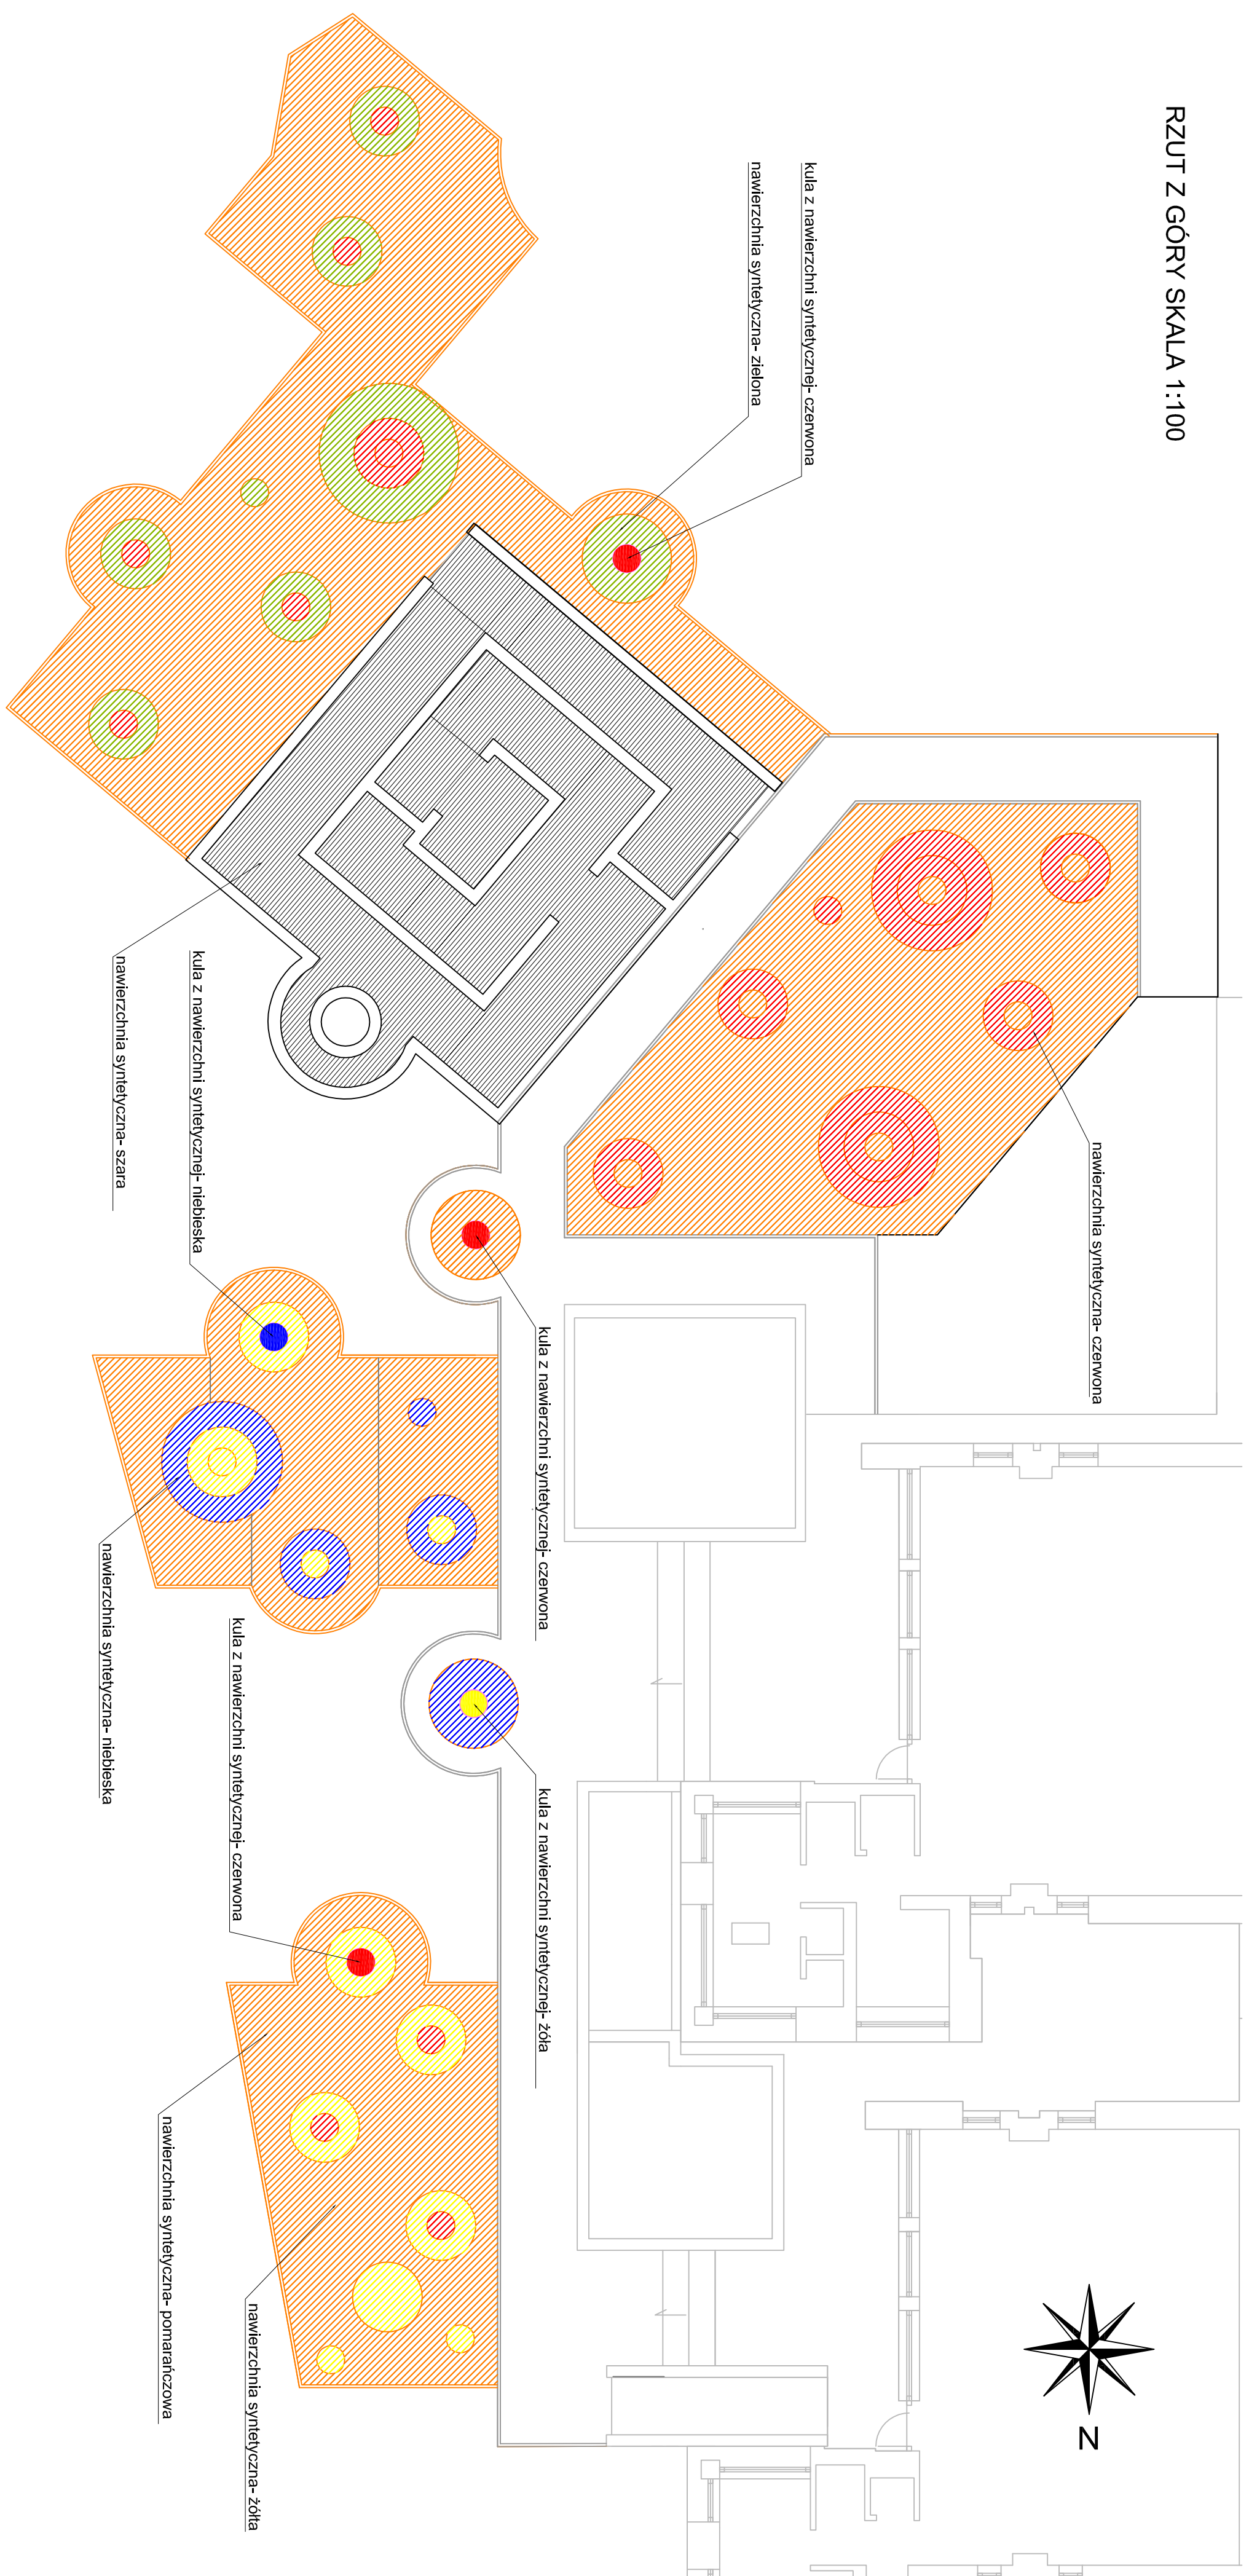 RZUT Z GÓRY SKALA 1:100
kula z nawierzchni syntetycznej- czerwona
nawierzchnia syntetyczna- zielona
nawierzchnia syntetyczna- czerwona
nawierzchnia syntetyczna- szara
kula z nawierzchni syntetycznej- niebieska
kula z nawierzchni syntetycznej- czerwona
nawierzchnia syntetyczna- niebieska
kula z nawierzchni syntetycznej- czerwona
kula z nawierzchni syntetycznej- żóła
nawierzchnia syntetyczna- pomarańczowa
nawierzchnia syntetyczna- żółta
N